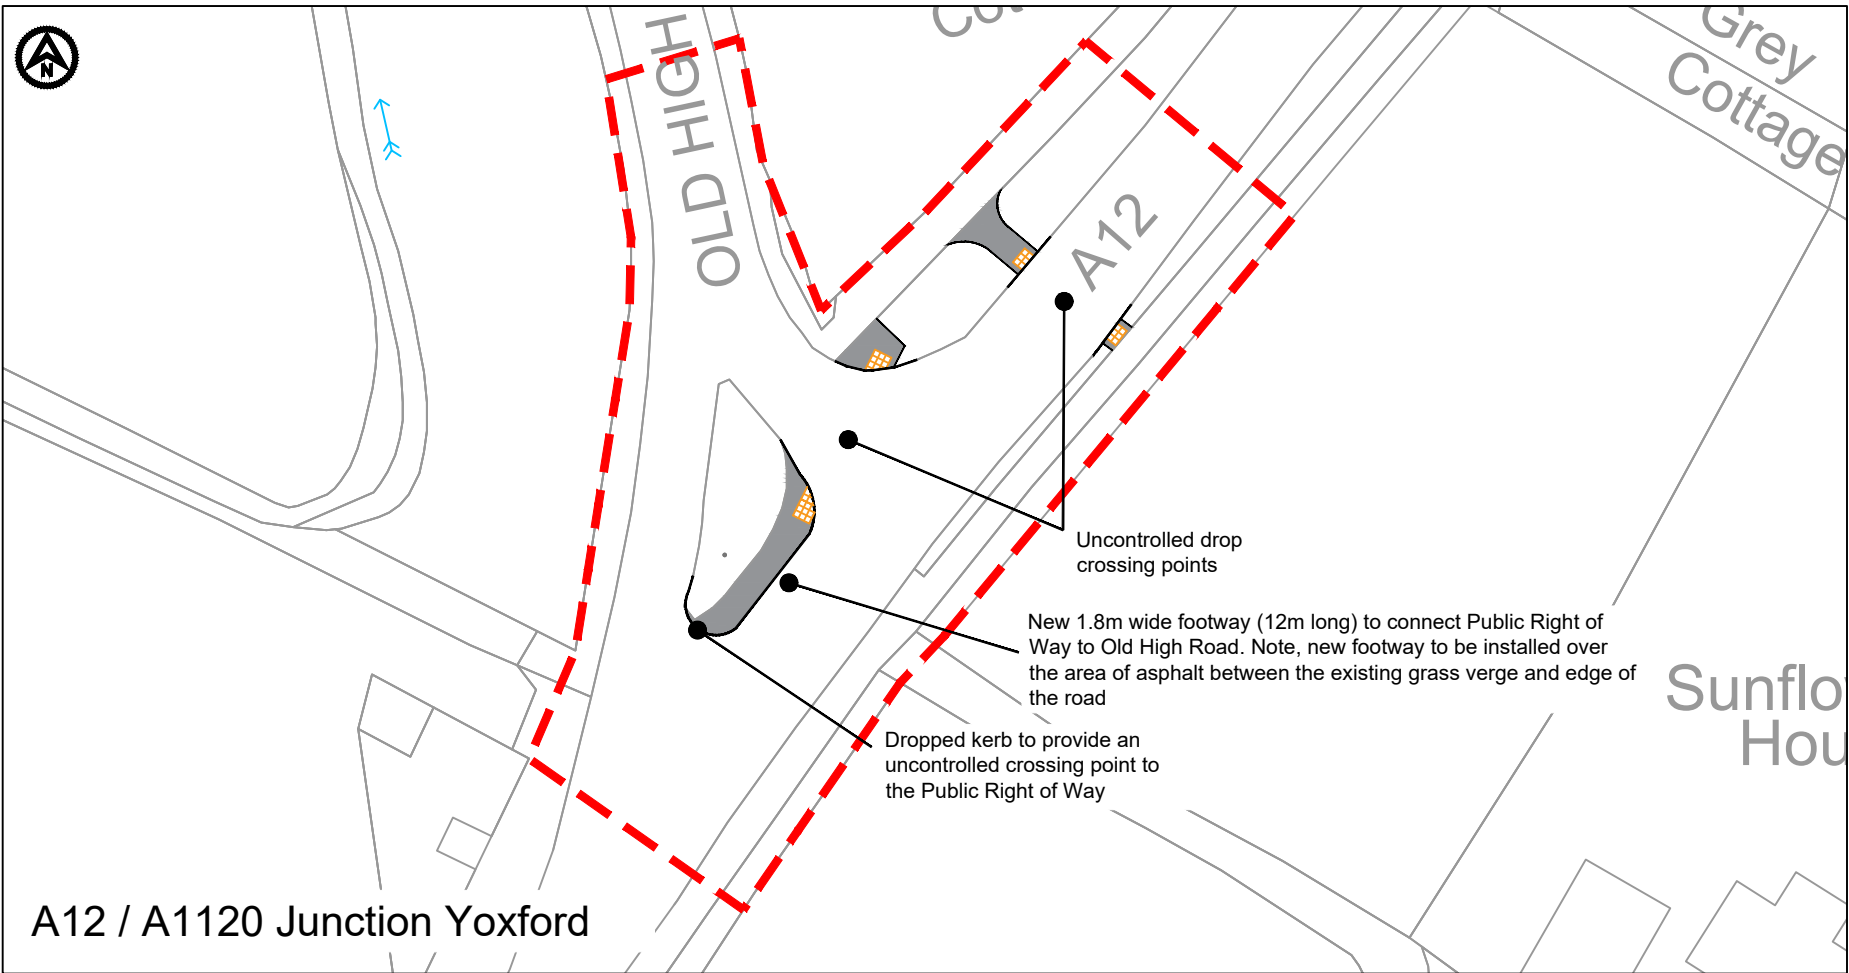 N
OLD HIGH
Grey
Cottage
A12
Uncontrolled drop
crossing points
New 1.8m wide footway (12m long) to connect Public Right of
Way to Old High Road. Note, new footway to be installed over
the area of asphalt between the existing grass verge and edge of
the road
Dropped kerb to provide an
uncontrolled crossing point to
the Public Right of Way
A12 / A1120 Junction Yoxford